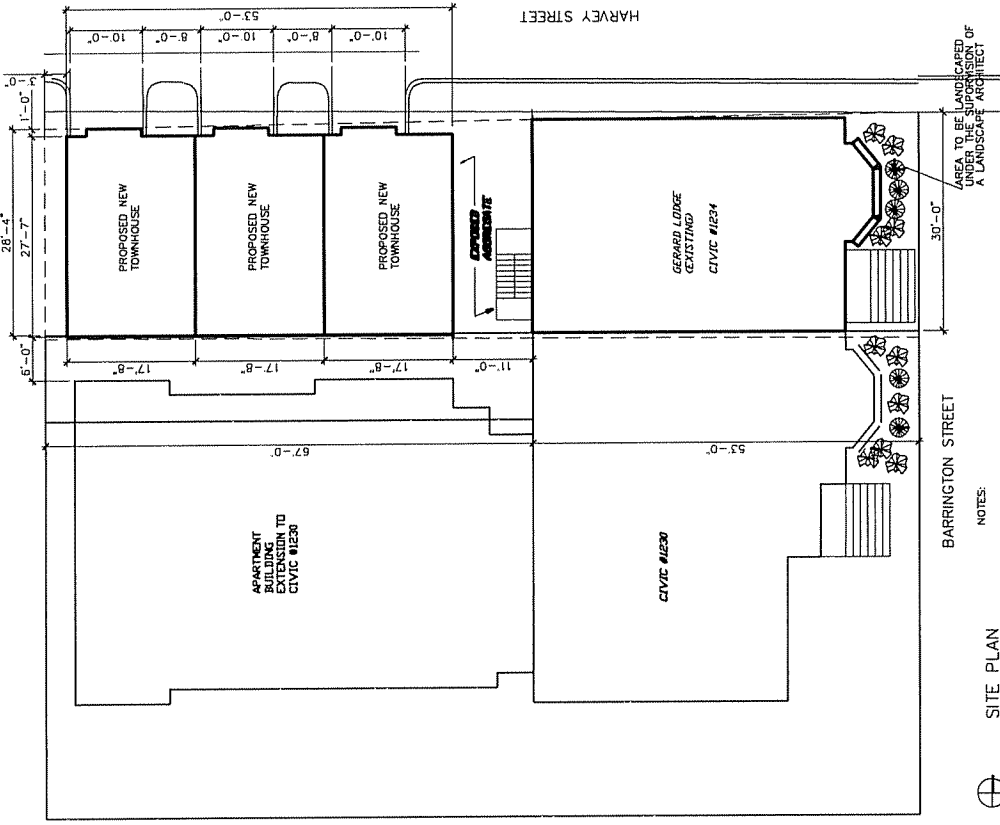 HARVEY STREET
53'-0"
10'-0"
8'-0"
10'-0"
8'-0"
10'-0"
3'-0"
1'-0"
28'-4"
27'-7"
6'-0"
PROPOSED NEW
TOWNHOUSE
PROPOSED NEW
TOWNHOUSE
PROPOSED NEW
TOWNHOUSE
17'-8"
17'-8"
17'-8"
11'-0"
EXPOSED
AGGREGATE
GERARD LODGE
(EXISTING)
CIVIC #1234
AREA TO BE LANDSCAPED
UNDER THE SUPORVISION OF
A LANDSCAPE ARCHITECT
30'-0"
67'-0"
53'-0"
APARTMENT
BUILDING
EXTENSION TO
CIVIC #1230
CIVIC #1230
BARRINGTON STREET
NOTES:
SITE PLAN